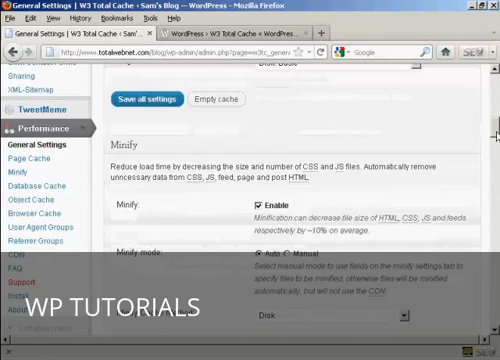 General Settings | W3 Total Cache ‹ Sam's Blog — WordPress - Mozilla Firefox
Edit View History Bookmarks Tools Help
General Settings | W3 Total Cache ‹ Sam's...
WordPress › W3 Total Cache « WordPress ...
http://www.totalwebnet.com/blog/wp-admin/admin.php?page=w3tc_general
Google
Sharing
XML-Sitemap
TweetMeme
Performance
General Settings
Page Cache
Minify
Database Cache
Object Cache
Browser Cache
User Agent Groups
Referrer Groups
CDN
FAQ
Support
Install
About
Collapse menu
Save all settings
Empty cache
Minify
Reduce load time by decreasing the size and number of CSS and JS files. Automatically remove
unncessary data from CSS, JS, feed, page and post HTML.
Minify:
Enable
Minification can decrease file size of HTML, CSS, JS and feeds
respectively by ~10% on average.
Minify mode:
Auto Manual
Select manual mode to use fields on the minify settings tab to
specify files to be minified, otherwise files will be minified
automatically, but will not use the CDN.
Disk
WP TUTORIALS